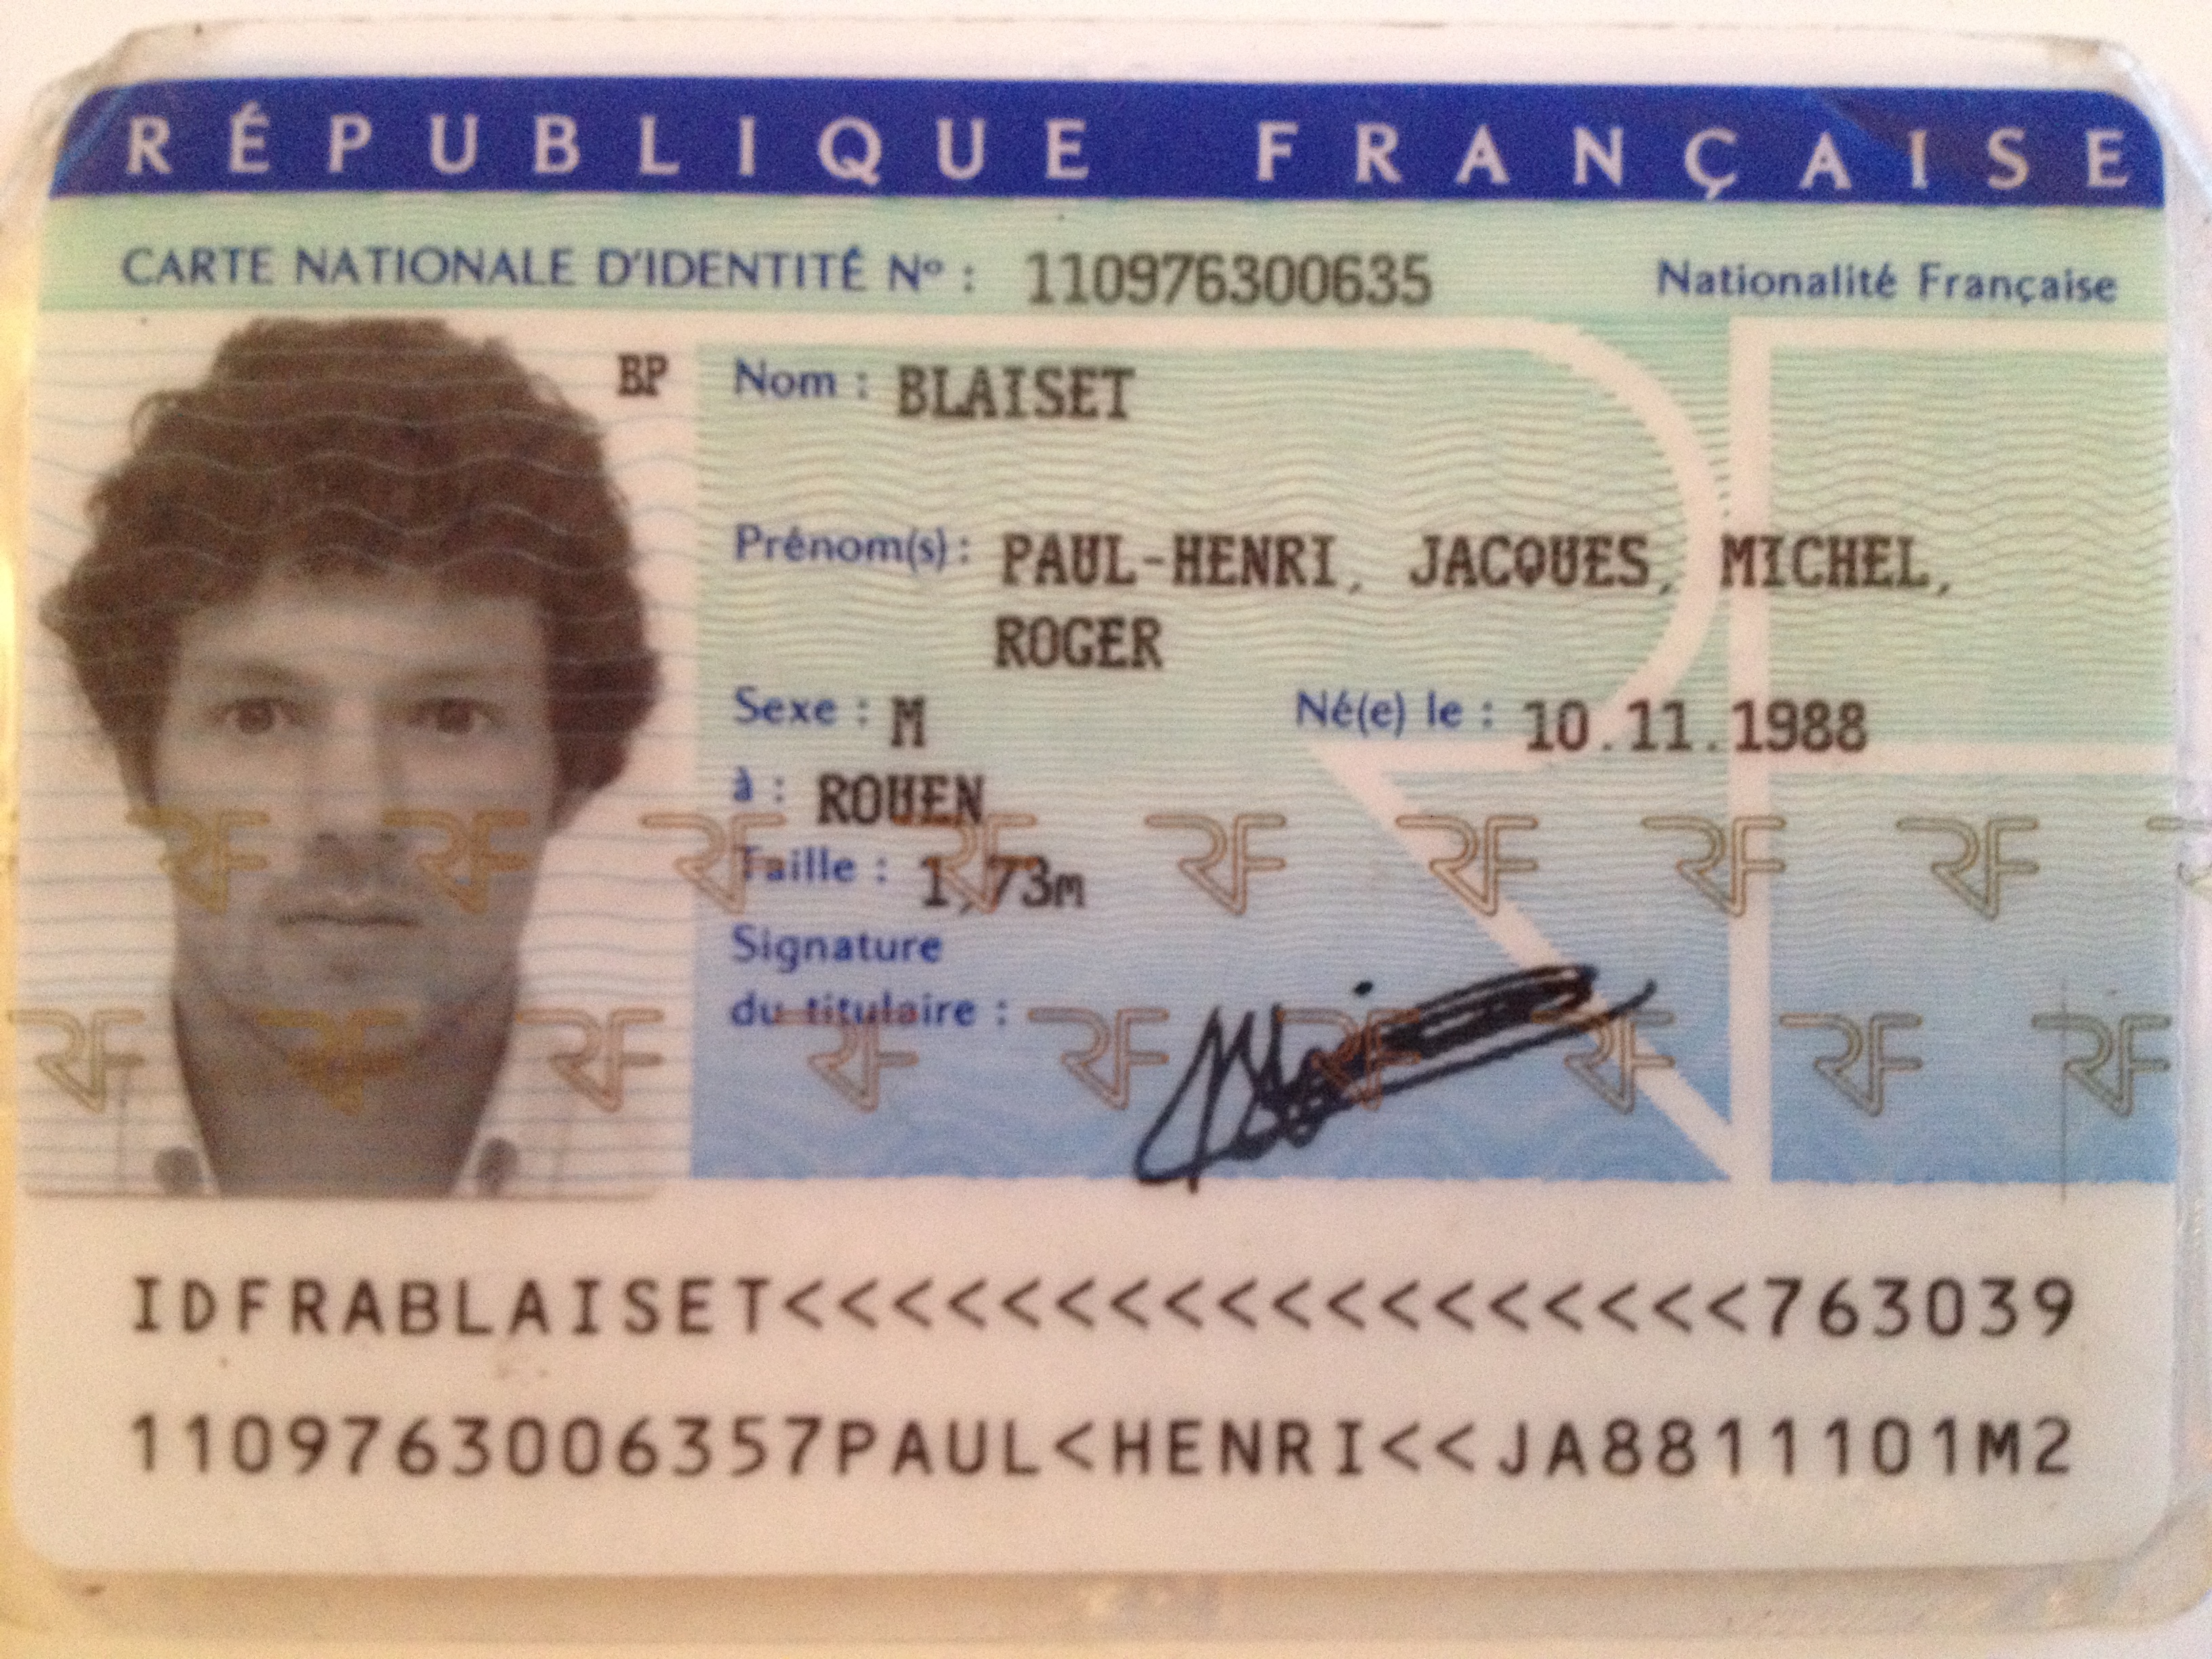 RÉPUBLIQUE FRANÇAISE
CARTE NATIONALE D'IDENTITÉ Nº : 110976300635 Nationalité Française
BP
Nom : BLAISET
Prénom(s) : PAUL-HENRI, JACQUES, MICHEL,
ROGER
Sexe : M Né(e) le : 10.11.1988
à : ROUEN
Taille : 1,73m
Signature
du titulaire :
RF RF RF RF RF RF RF RF
RF RF RF RF RF RF RF RF RF
IDFRABLAISET<<<<<<<<<<<<<<<<<<763039
1109763006357PAUL<HENRI<<JA8811101M2